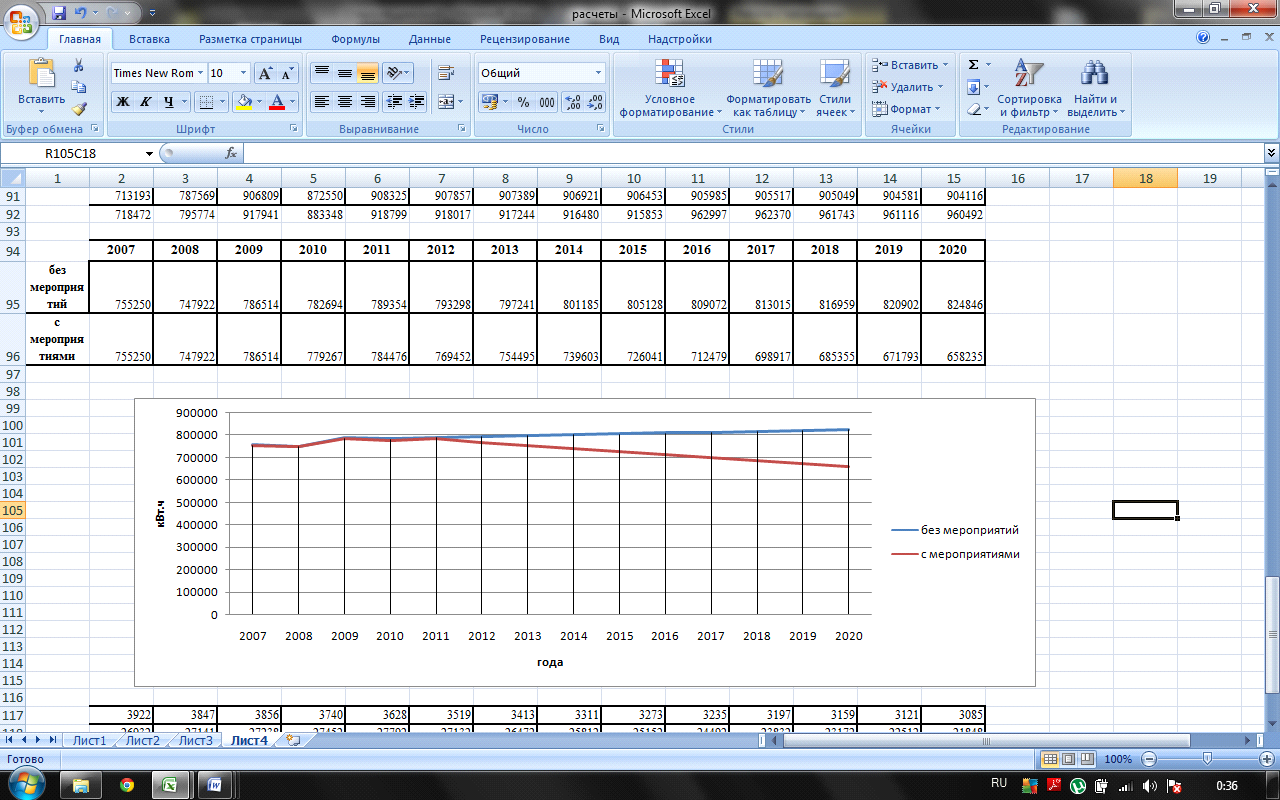 расчеты - Microsoft Excel
Главная Вставка Разметка страницы Формулы Данные Рецензирование Вид Надстройки
Вставить
Буфер обмена
Times New Rom 10
Ж К Ч
Шрифт
Выравнивание
Общий
% 000
Число
Условное форматирование
Форматировать как таблицу
Стили ячеек
Стили
Вставить
Удалить
Формат
Ячейки
Сортировка и фильтр
Найти и выделить
Редактирование
R105C18 fx
1 2 3 4 5 6 7 8 9 10 11 12 13 14 15 16 17 18 19
91 713193 787569 906809 872550 908325 907857 907389 906921 906453 905985 905517 905049 904581 904116
92 718472 795774 917941 883348 918799 918017 917244 916480 915853 962997 962370 961743 961116 960492
93
94 2007 2008 2009 2010 2011 2012 2013 2014 2015 2016 2017 2018 2019 2020
без
мероприя
тий
95 755250 747922 786514 782694 789354 793298 797241 801185 805128 809072 813015 816959 820902 824846
с
мероприя
тиями
96 755250 747922 786514 779267 784476 769452 754495 739603 726041 712479 698917 685355 671793 658235
97
98
99
100
101
102
103
104
105
106
107
108
109
110
111
112
113
114
115
116
900000
800000
700000
600000
500000
400000
300000
200000
100000
0
кВт.ч
2007 2008 2009 2010 2011 2012 2013 2014 2015 2016 2017 2018 2019 2020
года
без мероприятий
с мероприятиями
117 3922 3847 3856 3740 3628 3519 3413 3311 3273 3235 3197 3159 3121 3085
Лист1 Лист2 Лист3 Лист4
Готово
100%
RU 0:36